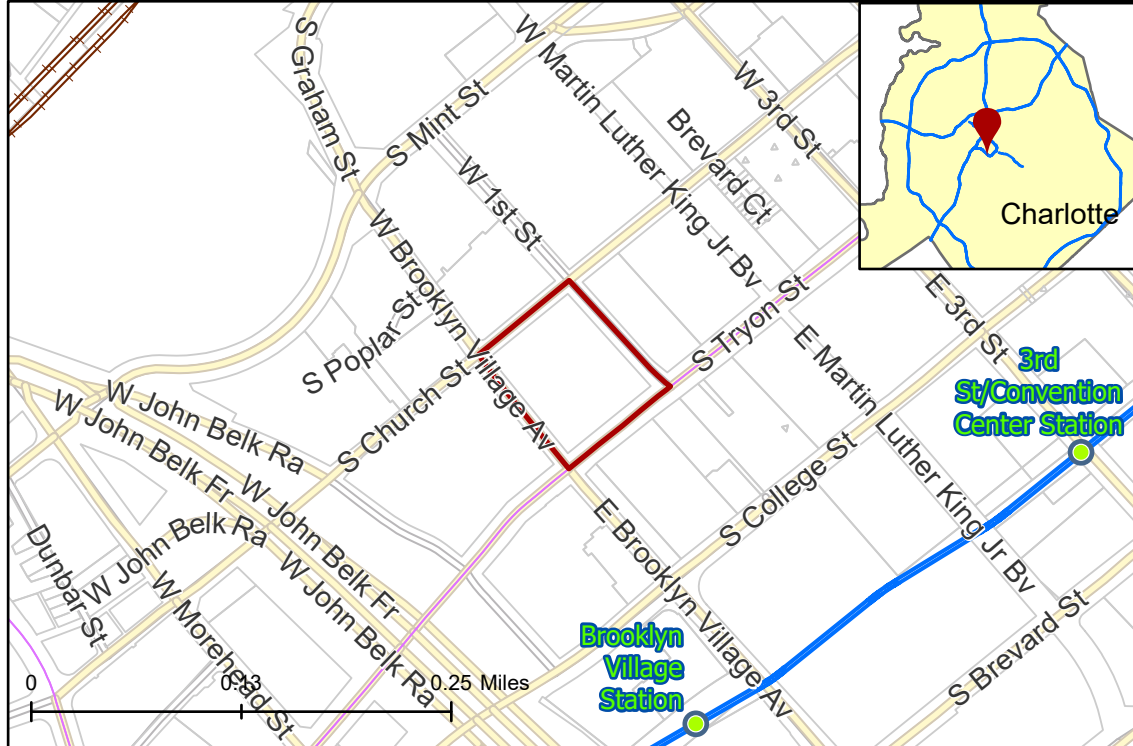 S Graham St
S Mint St
W Martin Luther King Jr Bv
W 3rd St
Brevard Ct
W 1st St
Charlotte
W Brooklyn Village Av
S Poplar St
S Church St
S Tryon St
E 3rd St
E Martin Luther King Jr Bv
3rd
St/Convention
Center Station
W John Belk Ra
W John Belk Fr
W John Belk Fr
W John Belk Ra
W John Belk Ra
Dunbar St
W Morehead St
S College St
E Brooklyn Village Av
S Brevard St
Brooklyn
Village
Station
0 0.13 0.25 Miles